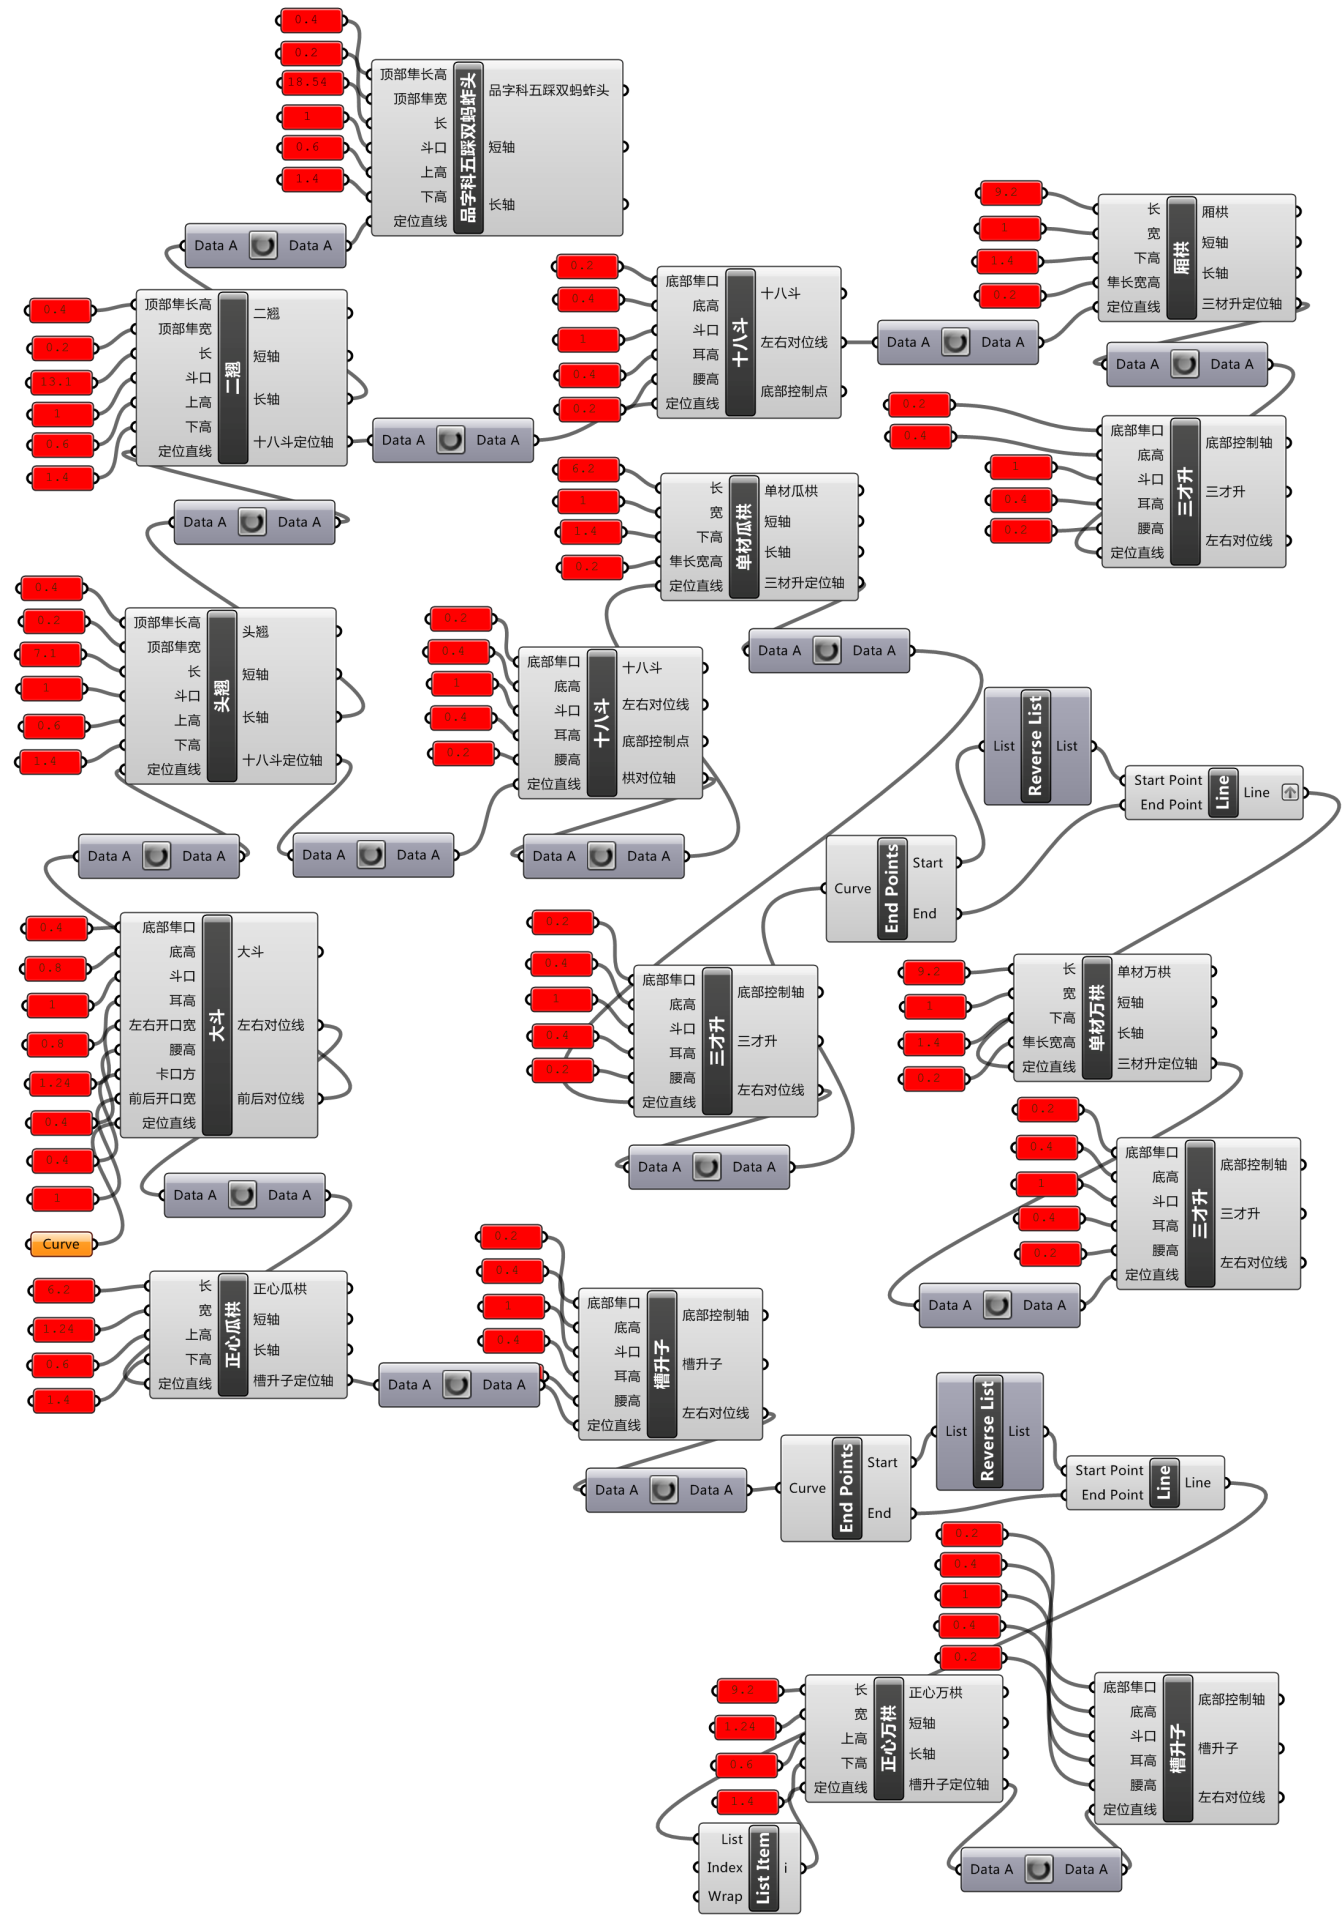 0.4
0.2
18.54
1
0.6
1.4
顶部隼长高
顶部隼宽
长
斗口
上高
下高
定位直线
品字科五踩双蚂蚱头
品字科五踩双蚂蚱头
短轴
长轴
Data A Data A
0.4
0.2
13.1
1
0.6
1.4
顶部隼长高
顶部隼宽
长
斗口
上高
下高
定位直线
二翘
二翘
短轴
长轴
十八斗定位轴
Data A Data A
0.2
0.4
1
0.4
0.2
底部隼口
底高
斗口
耳高
腰高
定位直线
十八斗
十八斗
左右对位线
底部控制点
Data A Data A
9.2
1
1.4
0.2
长
宽
下高
隼长宽高
定位直线
厢栱
厢栱
短轴
长轴
三材升定位轴
Data A Data A
0.2
0.4
1
0.4
0.2
底部隼口
底高
斗口
耳高
腰高
定位直线
三才升
底部控制轴
三才升
左右对位线
Data A Data A
6.2
1
1.4
0.2
长
宽
下高
隼长宽高
定位直线
单材瓜栱
单材瓜栱
短轴
长轴
三材升定位轴
Data A Data A
0.4
0.2
7.1
1
0.6
1.4
顶部隼长高
顶部隼宽
长
斗口
上高
下高
定位直线
头翘
头翘
短轴
长轴
十八斗定位轴
0.2
0.4
1
0.4
0.2
底部隼口
底高
斗口
耳高
腰高
定位直线
十八斗
十八斗
左右对位线
底部控制点
栱对位轴
Data A Data A
Data A Data A
Data A Data A
List
Reverse List
List
Start Point
End Point
Line
Line
Curve
End Points
Start
End
0.4
0.8
1
0.8
1.24
0.4
0.4
1
Curve
底部隼口
底高
斗口
耳高
左右开口宽
腰高
卡口方
前后开口宽
定位直线
大斗
大斗
左右对位线
前后对位线
Data A Data A
0.2
0.4
1
0.4
0.2
底部隼口
底高
斗口
耳高
腰高
定位直线
三才升
底部控制轴
三才升
左右对位线
Data A Data A
9.2
1
1.4
0.2
长
宽
下高
隼长宽高
定位直线
单材万栱
单材万栱
短轴
长轴
三材升定位轴
0.2
0.4
1
0.4
0.2
底部隼口
底高
斗口
耳高
腰高
定位直线
三才升
底部控制轴
三才升
左右对位线
Data A Data A
6.2
1.24
0.6
1.4
长
宽
上高
下高
定位直线
正心瓜栱
正心瓜栱
短轴
长轴
槽升子定位轴
Data A Data A
0.2
0.4
1
0.4
底部隼口
底高
斗口
耳高
腰高
定位直线
槽升子
底部控制轴
槽升子
左右对位线
Data A Data A
Curve
End Points
Start
End
List
Reverse List
List
Start Point
End Point
Line
Line
0.2
0.4
1
0.4
0.2
9.2
1.24
0.6
1.4
长
宽
上高
下高
定位直线
正心万栱
正心万栱
短轴
长轴
槽升子定位轴
底部隼口
底高
斗口
耳高
腰高
定位直线
槽升子
底部控制轴
槽升子
左右对位线
List
Index
Wrap
List Item
i
Data A Data A